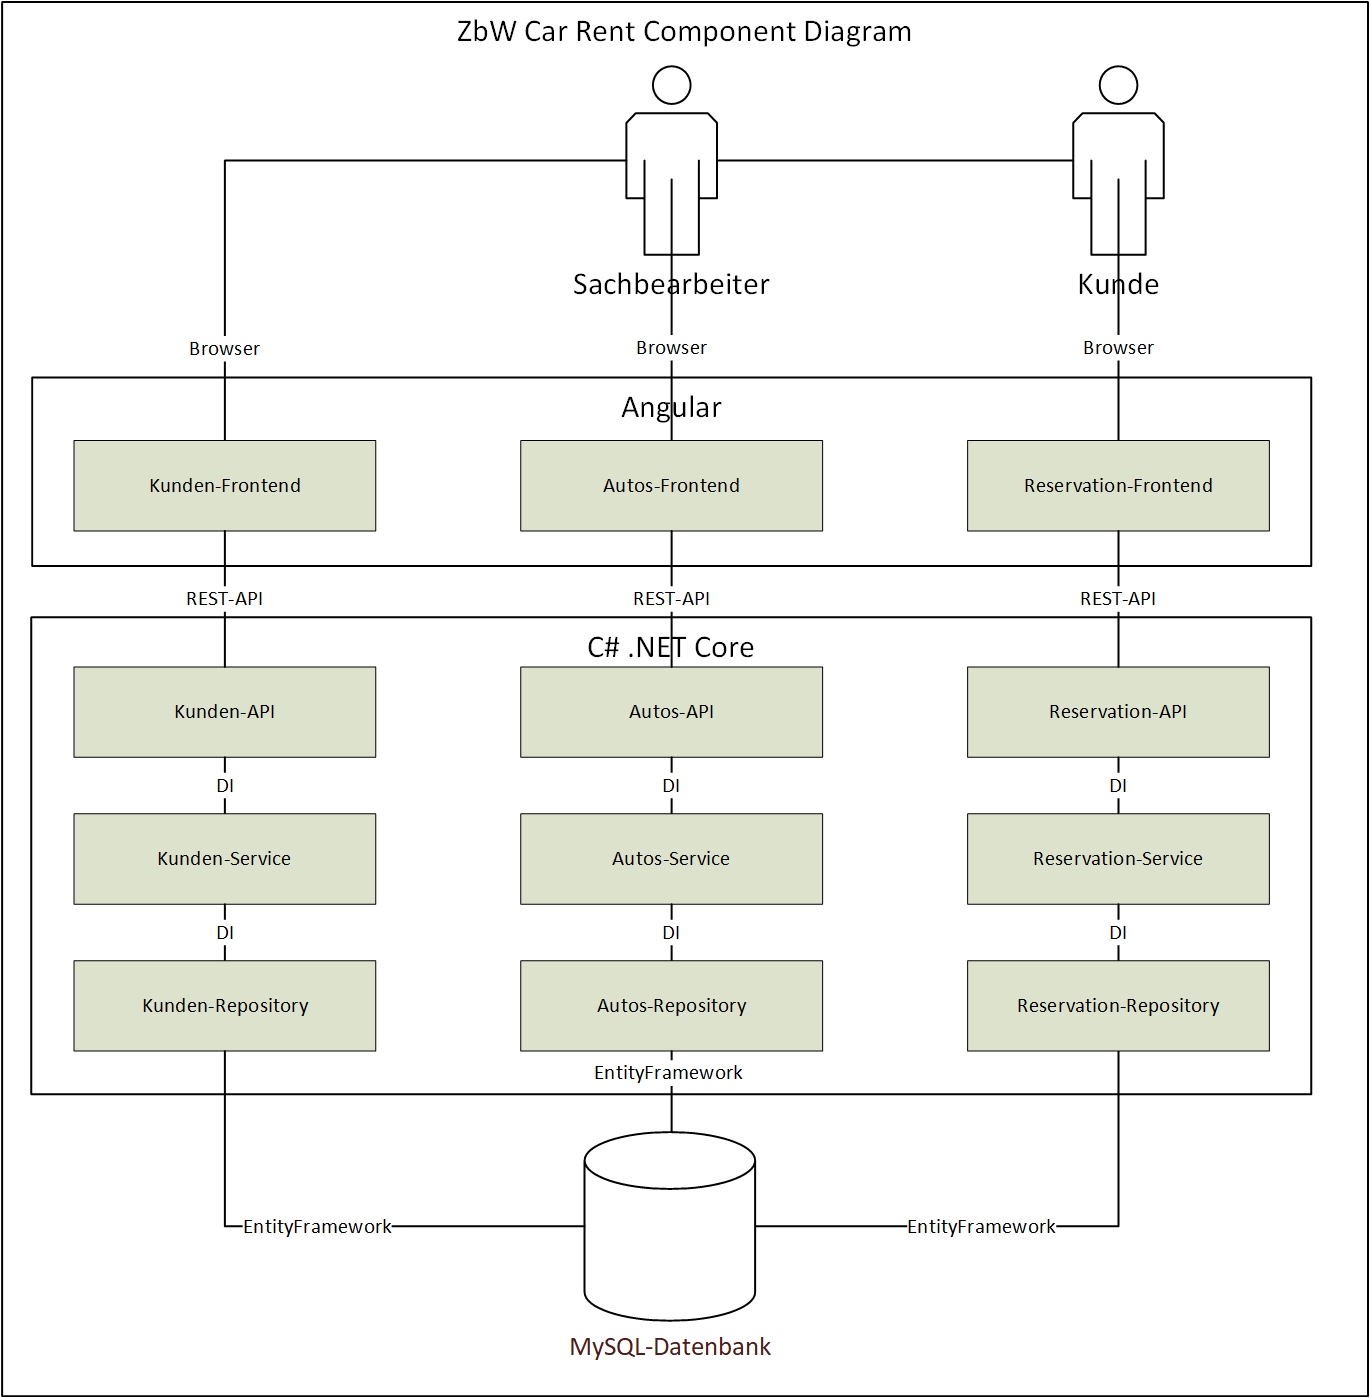 ZbW Car Rent Component Diagram
Sachbearbeiter
Kunde
Browser
Browser
Browser
Angular
Kunden-Frontend
Autos-Frontend
Reservation-Frontend
REST-API
REST-API
REST-API
C# .NET Core
Kunden-API
Autos-API
Reservation-API
DI
DI
DI
Kunden-Service
Autos-Service
Reservation-Service
DI
DI
DI
Kunden-Repository
Autos-Repository
Reservation-Repository
EntityFramework
EntityFramework
EntityFramework
MySQL-Datenbank